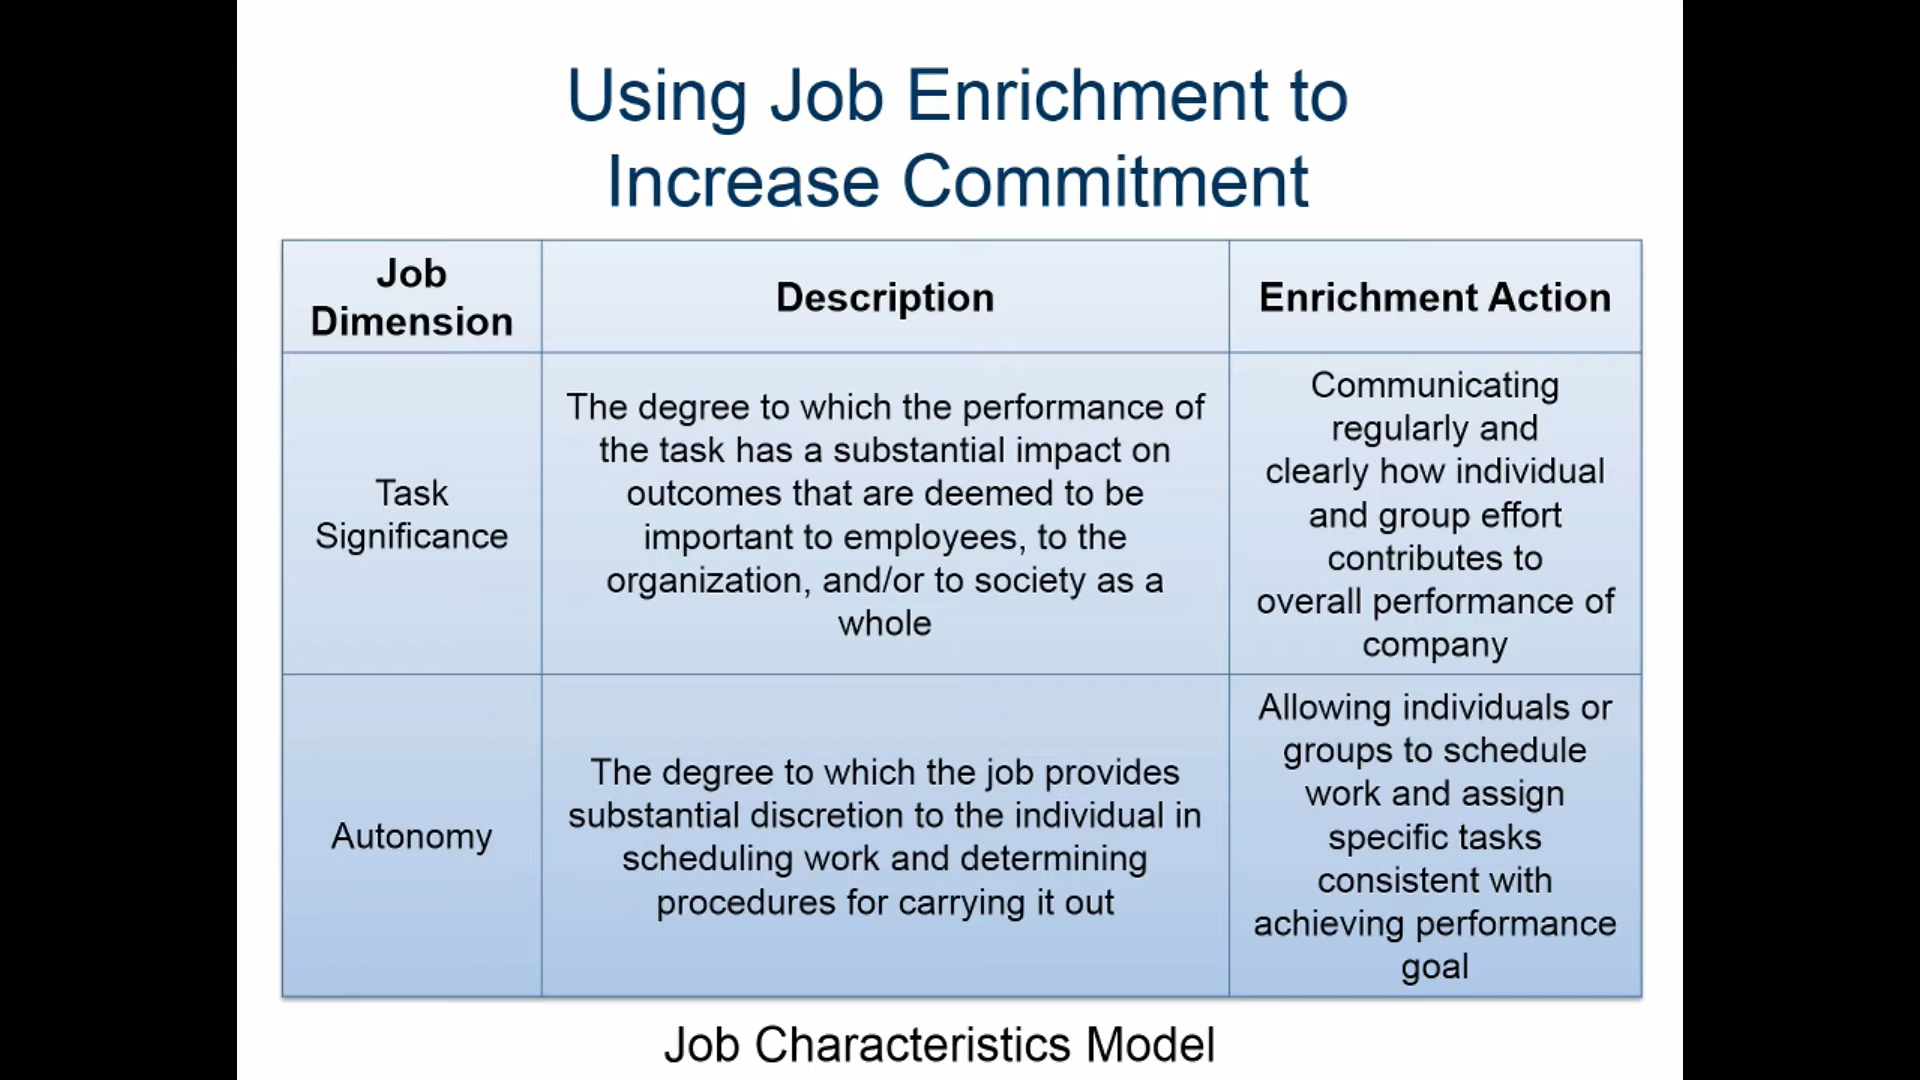 Using Job Enrichment to
Increase Commitment
Job
Dimension
Description
Enrichment Action
Task
Significance
The degree to which the performance of
the task has a substantial impact on
outcomes that are deemed to be
important to employees, to the
organization, and/or to society as a
whole
Communicating
regularly and
clearly how individual
and group effort
contributes to
overall performance of
company
Autonomy
The degree to which the job provides
substantial discretion to the individual in
scheduling work and determining
procedures for carrying it out
Allowing individuals or
groups to schedule
work and assign
specific tasks
consistent with
achieving performance
goal
Job Characteristics Model